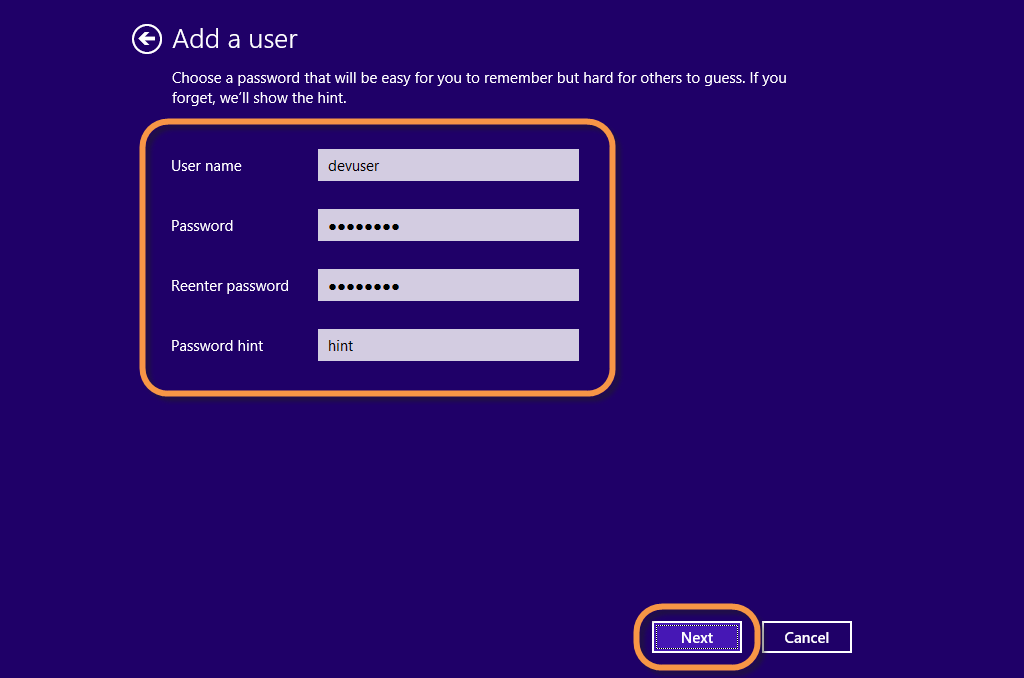 Add a user
Choose a password that will be easy for you to remember but hard for others to guess. If you
forget, we'll show the hint.
User name devuser
Password ●●●●●●●●
Reenter password ●●●●●●●●
Password hint hint
Next Cancel